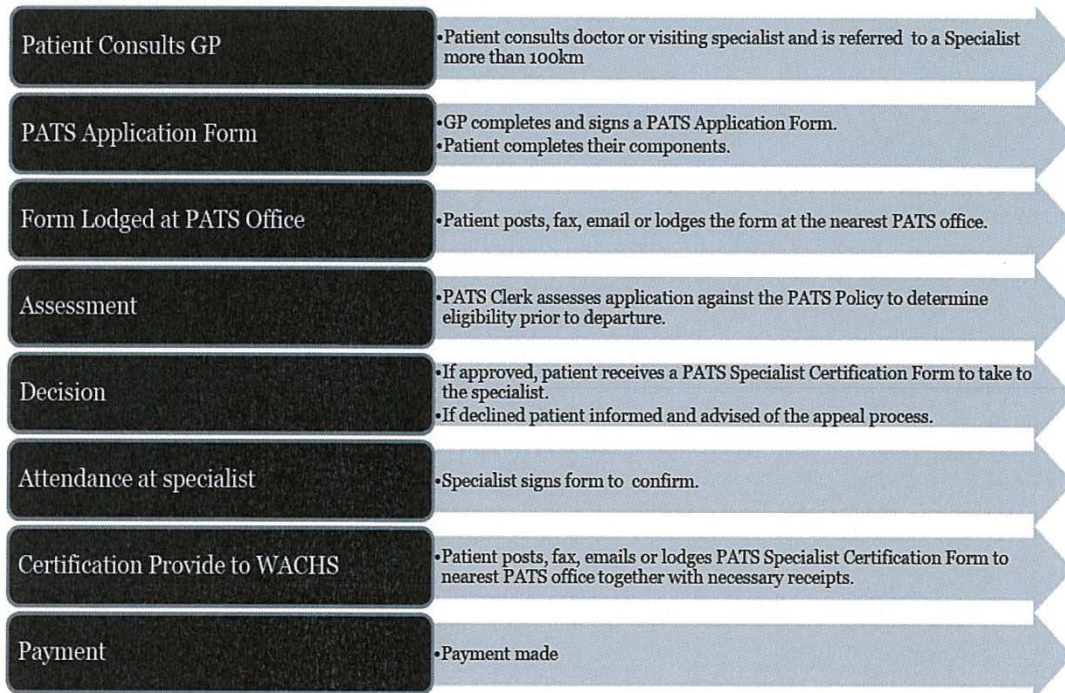 Patient Consults GP
•Patient consults doctor or visiting specialist and is referred to a Specialist
more than 100km
PATS Application Form
•GP completes and signs a PATS Application Form.
•Patient completes their components.
Form Lodged at PATS Office
•Patient posts, fax, email or lodges the form at the nearest PATS office.
Assessment
•PATS Clerk assesses application against the PATS Policy to determine
eligibility prior to departure.
Decision
•If approved, patient receives a PATS Specialist Certification Form to take to
the specialist.
•If declined patient informed and advised of the appeal process.
Attendance at specialist
•Specialist signs form to confirm.
Certification Provide to WACHS
•Patient posts, fax, emails or lodges PATS Specialist Certification Form to
nearest PATS office together with necessary receipts.
Payment
•Payment made